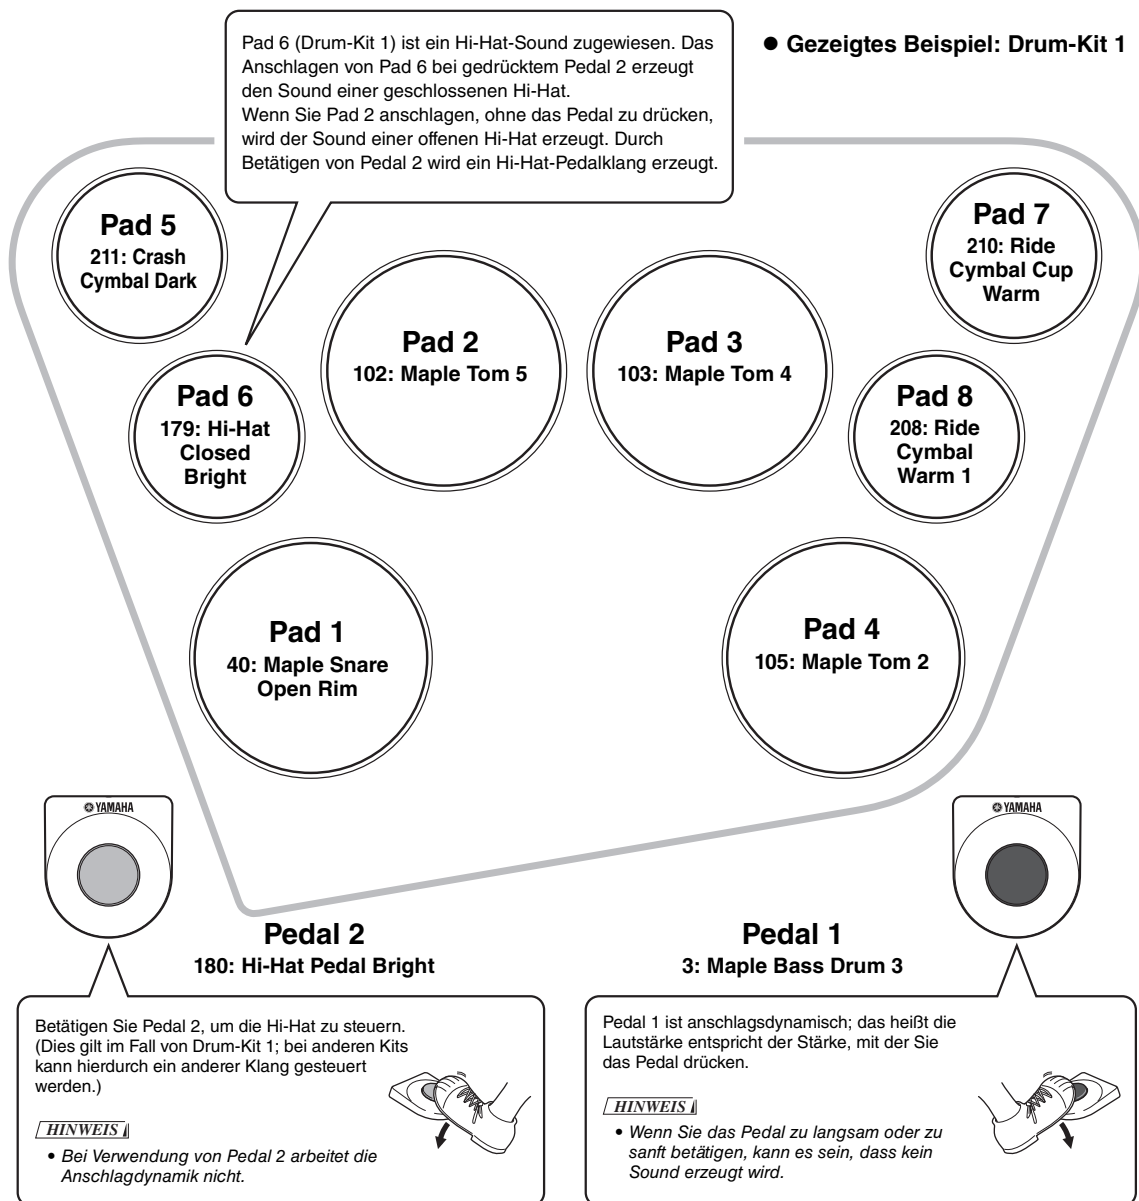 ● Gezeigtes Beispiel: Drum-Kit 1
Pad 6 (Drum-Kit 1) ist ein Hi-Hat-Sound zugewiesen. Das
Anschlagen von Pad 6 bei gedrücktem Pedal 2 erzeugt
den Sound einer geschlossenen Hi-Hat.
Wenn Sie Pad 2 anschlagen, ohne das Pedal zu drücken,
wird der Sound einer offenen Hi-Hat erzeugt. Durch
Betätigen von Pedal 2 wird ein Hi-Hat-Pedalklang erzeugt.
Pad 5
211: Crash
Cymbal Dark
Pad 7
210: Ride
Cymbal Cup
Warm
Pad 2
102: Maple Tom 5
Pad 3
103: Maple Tom 4
Pad 6
179: Hi-Hat
Closed
Bright
Pad 8
208: Ride
Cymbal
Warm 1
Pad 1
40: Maple Snare
Open Rim
Pad 4
105: Maple Tom 2
YAMAHA
YAMAHA
Pedal 2
180: Hi-Hat Pedal Bright
Pedal 1
3: Maple Bass Drum 3
Betätigen Sie Pedal 2, um die Hi-Hat zu steuern.
(Dies gilt im Fall von Drum-Kit 1; bei anderen Kits
kann hierdurch ein anderer Klang gesteuert
werden.)
HINWEIS
• Bei Verwendung von Pedal 2 arbeitet die
Anschlagdynamik nicht.
Pedal 1 ist anschlagsdynamisch; das heißt die
Lautstärke entspricht der Stärke, mit der Sie
das Pedal drücken.
HINWEIS
• Wenn Sie das Pedal zu langsam oder zu
sanft betätigen, kann es sein, dass kein
Sound erzeugt wird.